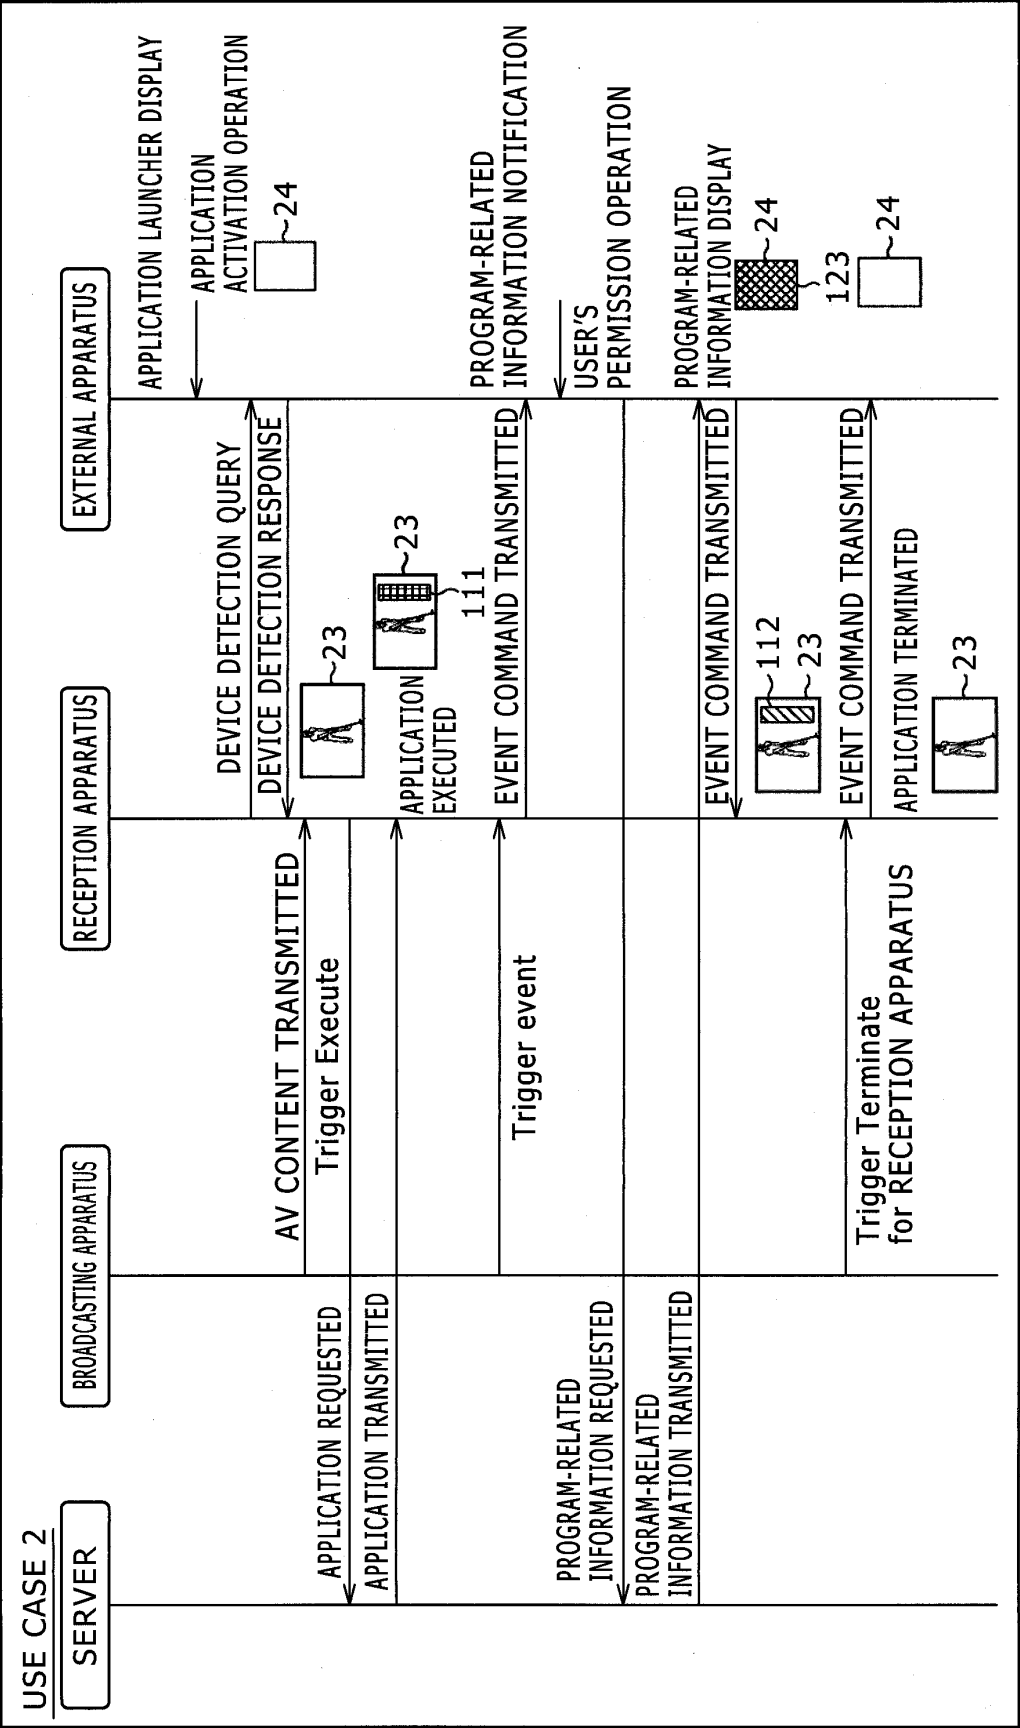 USE CASE 2
SERVER
BROADCASTING APPARATUS
RECEPTION APPARATUS
EXTERNAL APPARATUS
APPLICATION LAUNCHER DISPLAY
APPLICATION
ACTIVATION OPERATION
24
DEVICE DETECTION QUERY
DEVICE DETECTION RESPONSE
AV CONTENT TRANSMITTED
23
Trigger Execute
APPLICATION REQUESTED
APPLICATION TRANSMITTED
APPLICATION
EXECUTED
23
111
Trigger event
EVENT COMMAND TRANSMITTED
PROGRAM-RELATED
INFORMATION NOTIFICATION
USER'S
PERMISSION OPERATION
PROGRAM-RELATED
INFORMATION REQUESTED
PROGRAM-RELATED
INFORMATION TRANSMITTED
PROGRAM-RELATED
INFORMATION DISPLAY
24
123
EVENT COMMAND TRANSMITTED
112
23
Trigger Terminate
for RECEPTION APPARATUS
EVENT COMMAND TRANSMITTED
24
APPLICATION TERMINATED
23